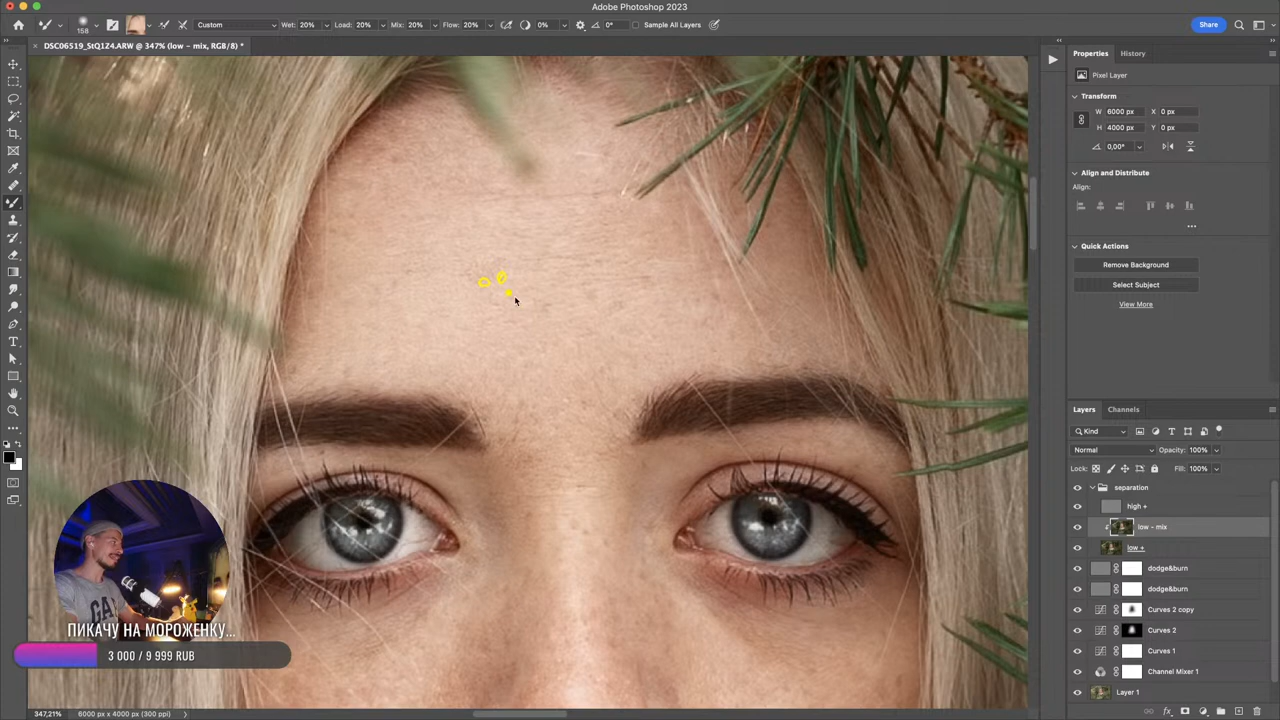 Adobe Photoshop 2023
158
Custom
Wet: 20%
Load: 20%
Mix: 20%
Flow: 20%
0%
0°
Sample All Layers
Share
DSC06519_StQ1Z4.ARW @ 347% (low - mix, RGB/8) *
Properties
History
Pixel Layer
Transform
W 6000 px
X 0 px
H 4000 px
Y 0 px
0,00°
Align and Distribute
Align:
Quick Actions
Remove Background
Select Subject
View More
Layers
Channels
Kind
Normal
Opacity: 100%
Lock:
Fill: 100%
separation
high +
low - mix
low +
dodge&burn
dodge&burn
Curves 2 copy
Curves 2
Curves 1
Channel Mixer 1
Layer 1
GAP
ПИКАЧУ НА МОРОЖЕНКУ...
3 000 / 9 999 RUB
347,21%
6000 px x 4000 px (300 ppi)